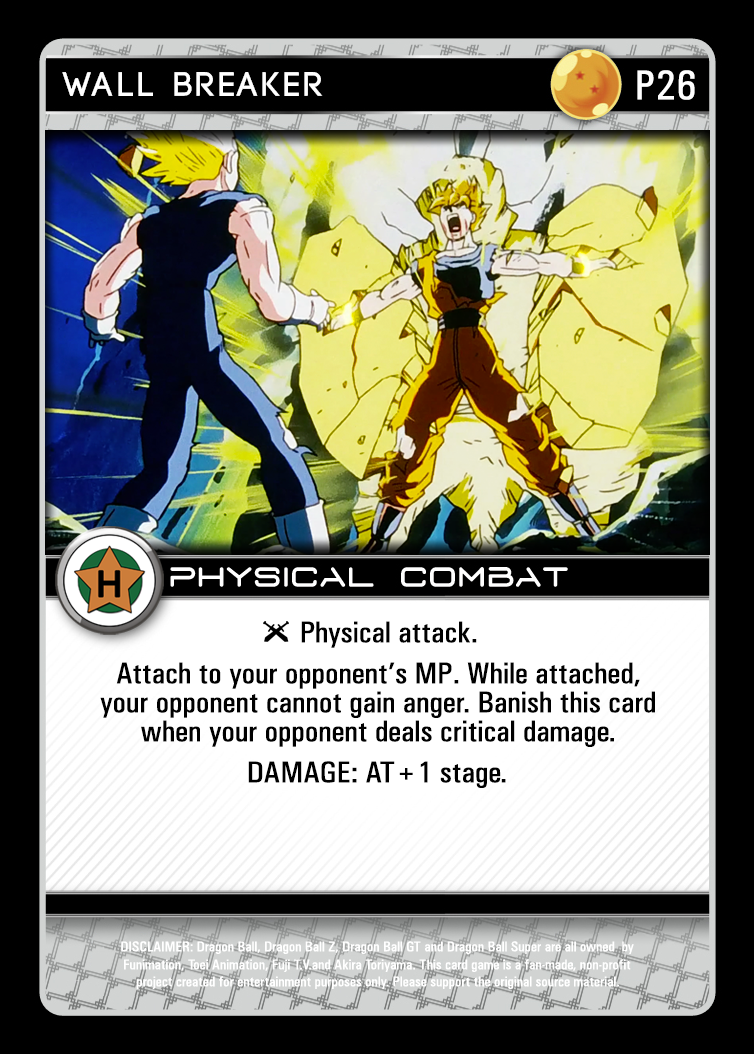 WALL BREAKER P26
H PHYSICAL COMBAT
Physical attack.
Attach to your opponent's MP. While attached,
your opponent cannot gain anger. Banish this card
when your opponent deals critical damage.
DAMAGE: AT + 1 stage.
DISCLAIMER: Dragon Ball, Dragon Ball Z, Dragon Ball GT and Dragon Ball Super are all owned by
Funimation, Toei Animation, Fuji T.V.and Akira Toriyama. This card game is a fan-made, non-profit
project created for entertainment purposes only. Please support the original source material.